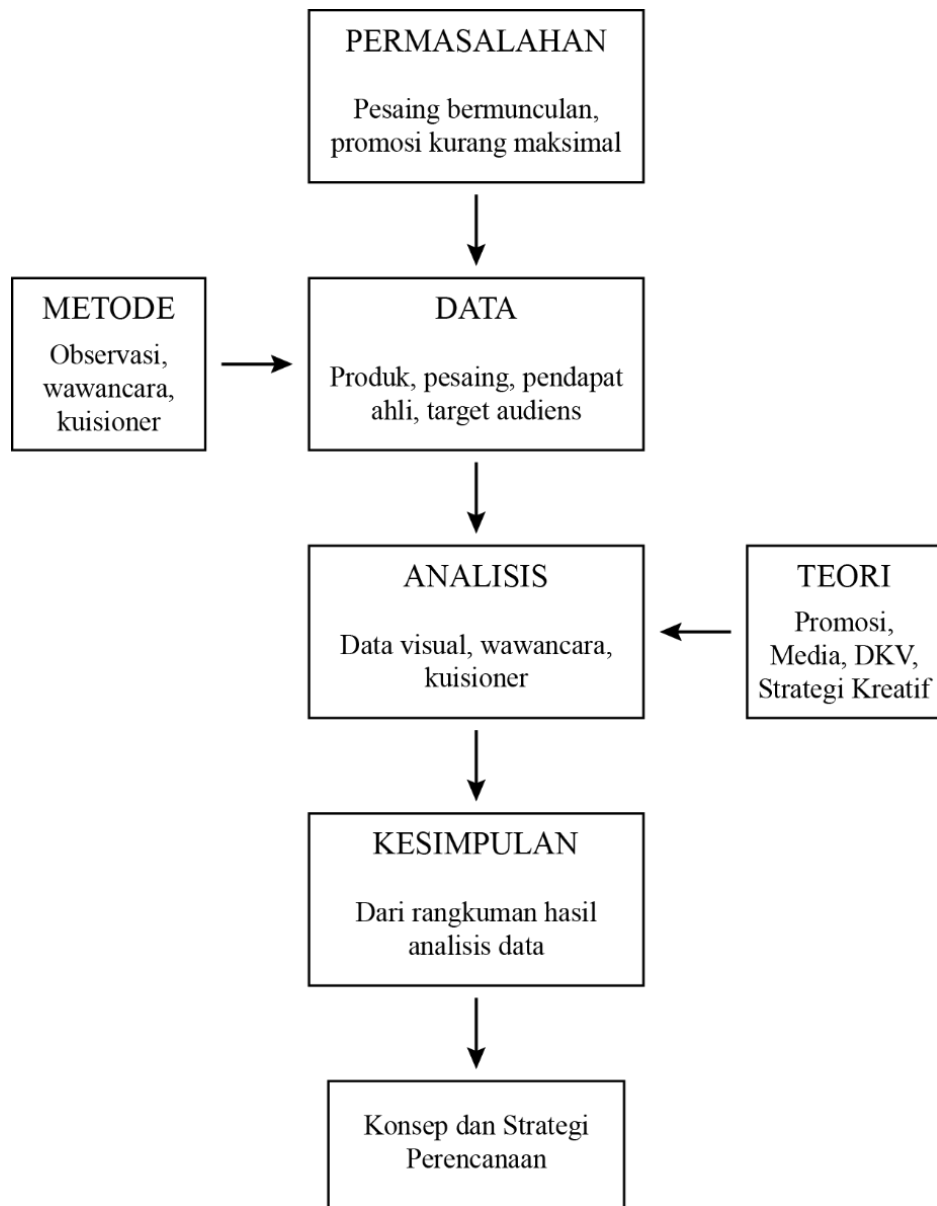 PERMASALAHAN
Pesaing bermunculan,
promosi kurang maksimal
METODE
Observasi,
wawancara,
kuisioner
DATA
Produk, pesaing, pendapat
ahli, target audiens
ANALISIS
Data visual, wawancara,
kuisioner
TEORI
Promosi,
Media, DKV,
Strategi Kreatif
KESIMPULAN
Dari rangkuman hasil
analisis data
Konsep dan Strategi
Perencanaan